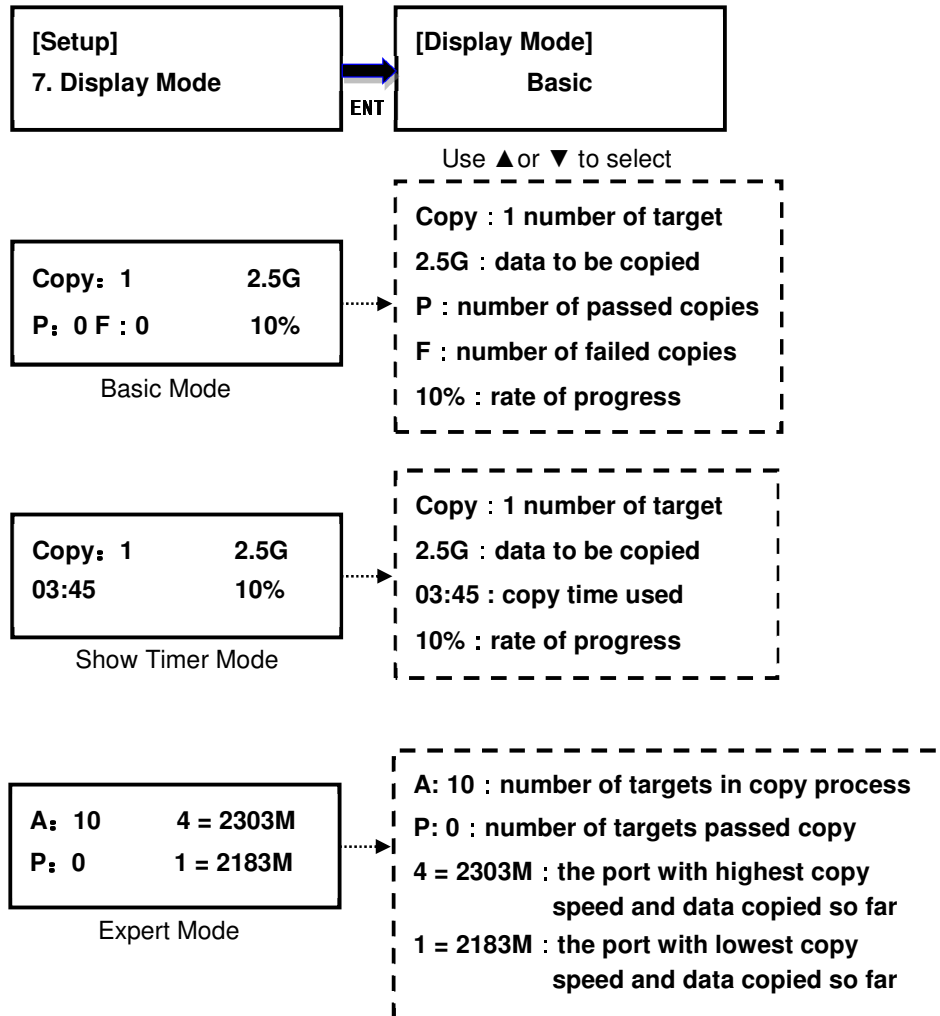 [Setup]
7. Display Mode
ENT
[Display Mode]
Basic
Use ▲or ▼ to select
Copy：1 2.5G
P：0 F : 0 10%
Basic Mode
Copy : 1 number of target
2.5G : data to be copied
P : number of passed copies
F : number of failed copies
10% : rate of progress
Copy：1 2.5G
03:45 10%
Show Timer Mode
Copy : 1 number of target
2.5G : data to be copied
03:45 : copy time used
10% : rate of progress
A：10 4 = 2303M
P：0 1 = 2183M
Expert Mode
A: 10 : number of targets in copy process
P: 0 : number of targets passed copy
4 = 2303M : the port with highest copy
speed and data copied so far
1 = 2183M : the port with lowest copy
speed and data copied so far